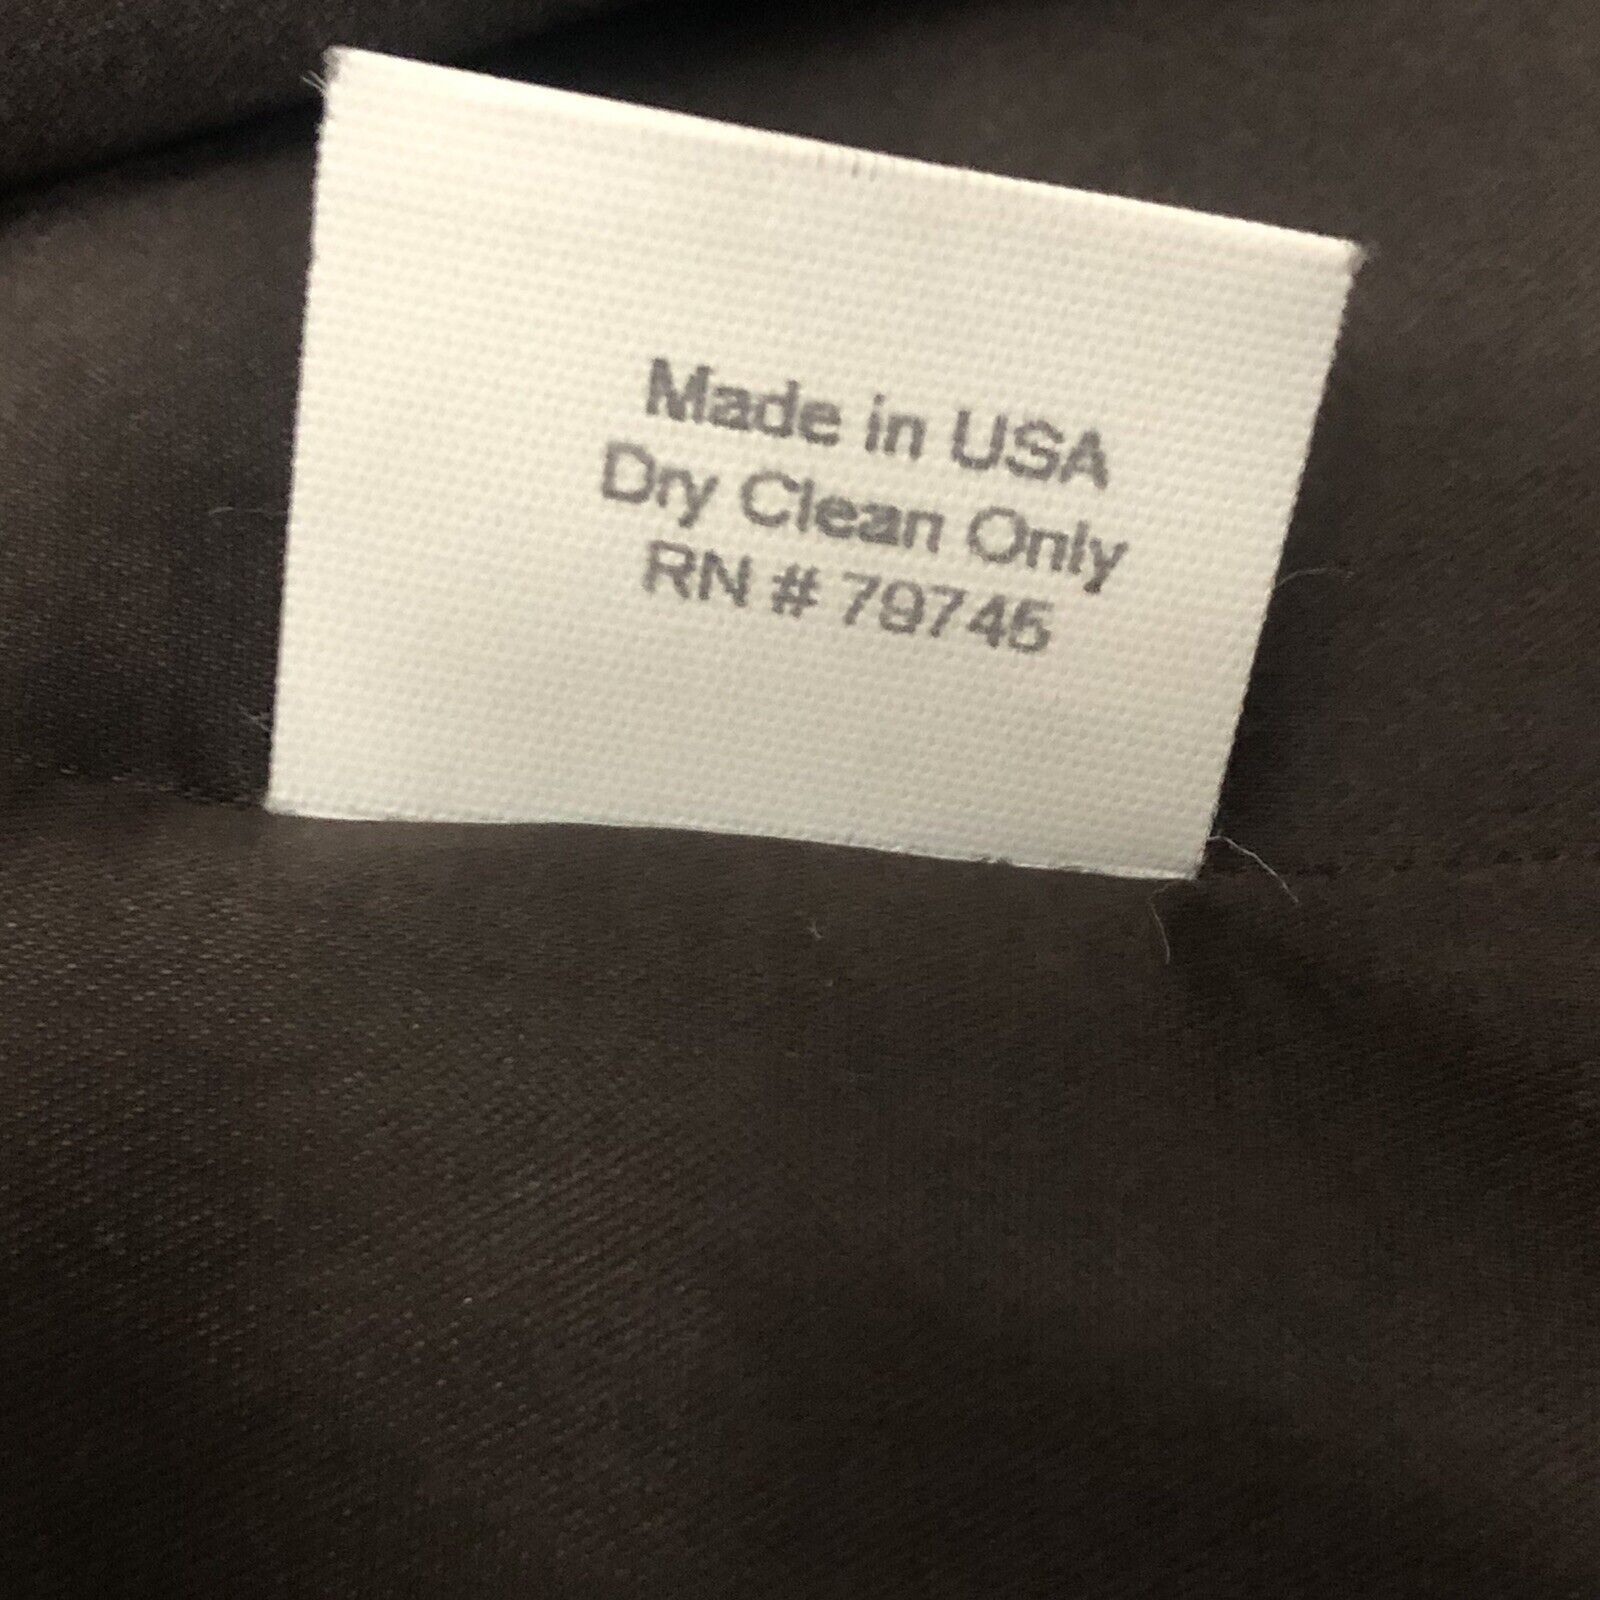 Made in USA
Dry Clean Only
RN # 79745